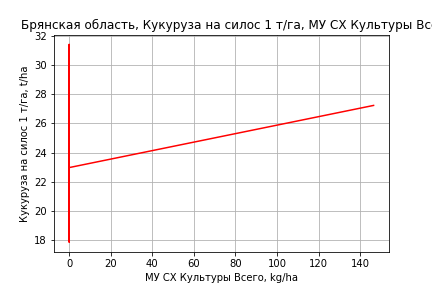 Брянская область, Кукуруза на силос 1 т/га, МУ СХ Культуры Вс
32
30
28
26
24
22
20
18
Кукуруза на силос 1 т/га, t/ha
0 20 40 60 80 100 120 140
МУ СХ Культуры Всего, kg/ha